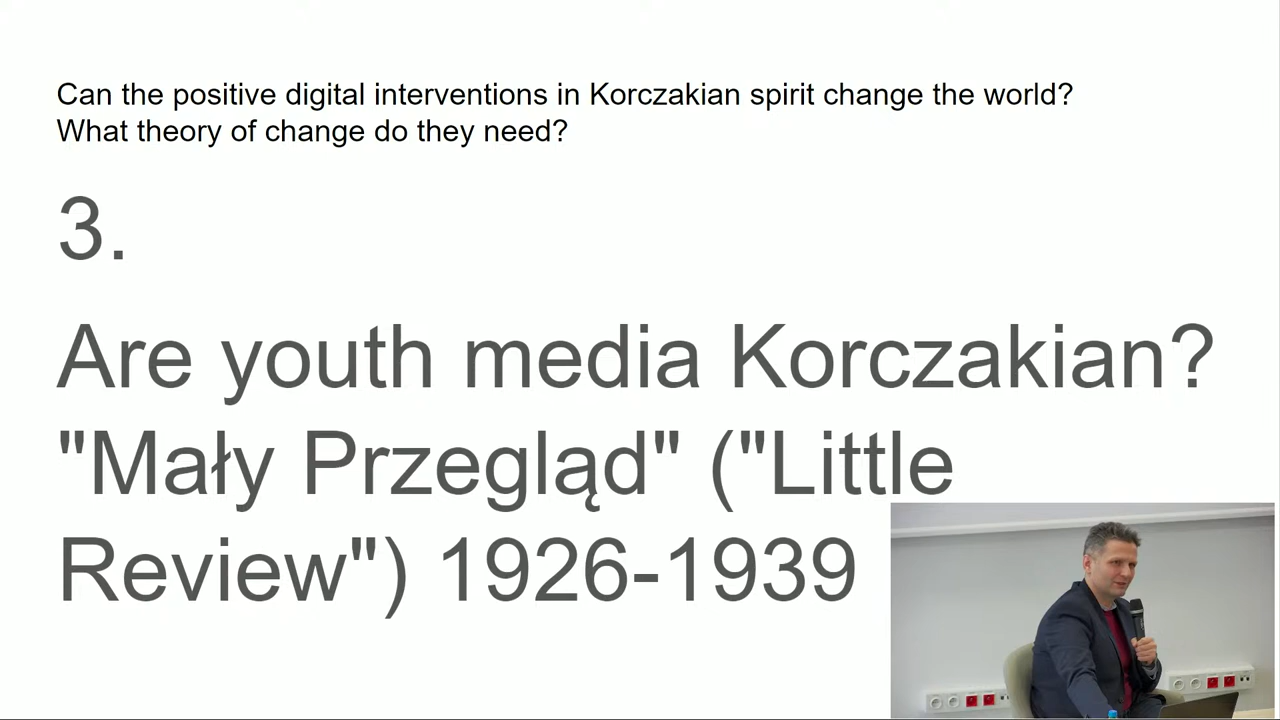 Can the positive digital interventions in Korczakian spirit change the world?
What theory of change do they need?
3.
Are youth media Korczakian?
"Mały Przegląd" ("Little
Review") 1926-1939